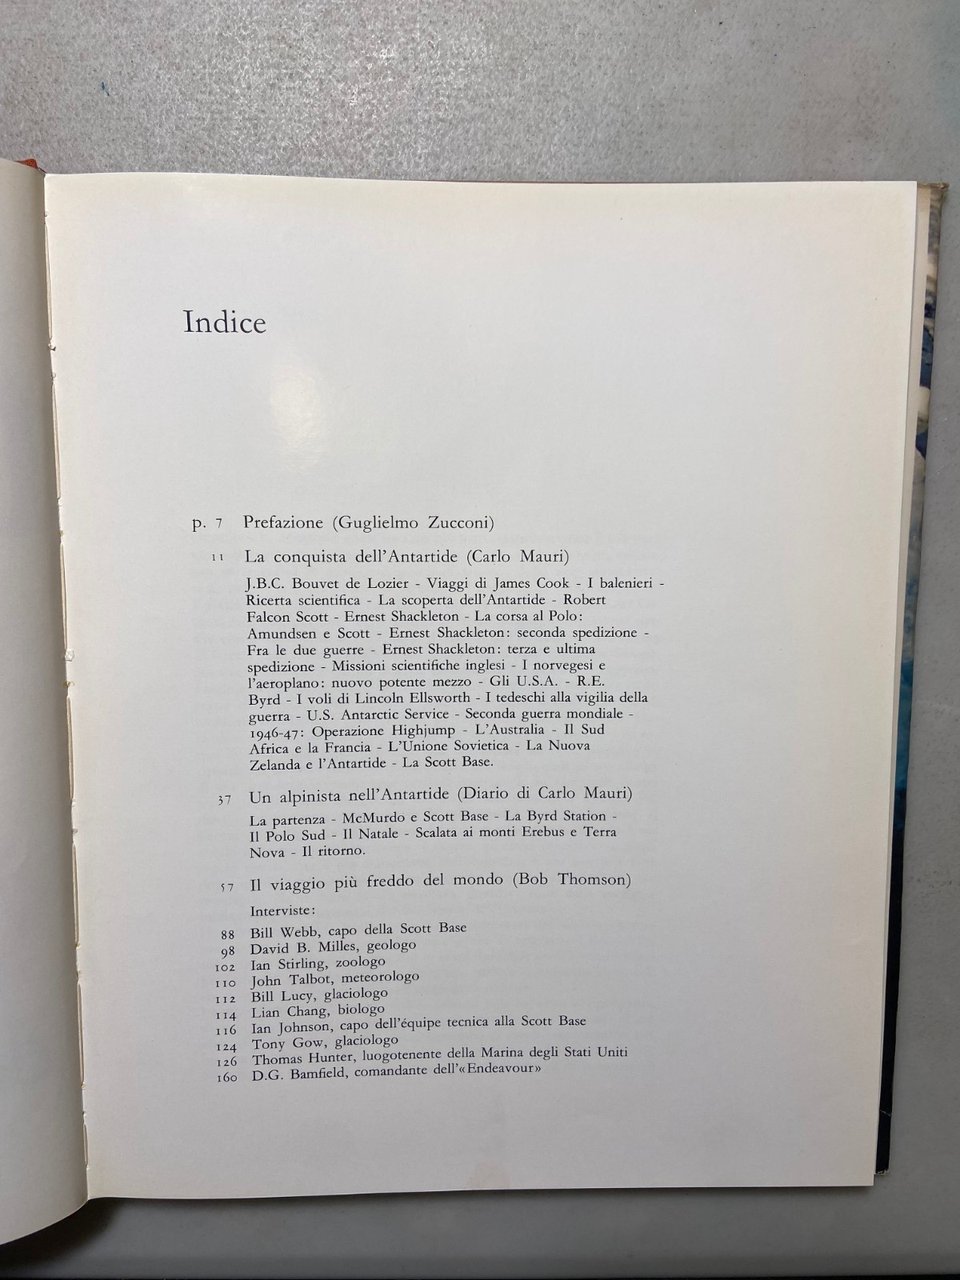 Indice
p. 7 Prefazione (Guglielmo Zucconi)
11 La conquista dell'Antartide (Carlo Mauri)
J.B.C. Bouvet de Lozier - Viaggi di James Cook - I balenieri -
Ricerta scientifica - La scoperta dell'Antartide - Robert
Falcon Scott - Ernest Shackleton - La corsa al Polo:
Amundsen e Scott - Ernest Shackleton: seconda spedizione -
Fra le due guerre - Ernest Shackleton: terza e ultima
spedizione - Missioni scientifiche inglesi - I norvegesi e
l'aeroplano: nuovo potente mezzo - Gli U.S.A. - R.E.
Byrd - I voli di Lincoln Ellsworth - I tedeschi alla vigilia della
guerra - U.S. Antarctic Service - Seconda guerra mondiale -
1946-47: Operazione Highjump - L'Australia - Il Sud
Africa e la Francia - L'Unione Sovietica - La Nuova
Zelanda e l'Antartide - La Scott Base.
37 Un alpinista nell'Antartide (Diario di Carlo Mauri)
La partenza - McMurdo e Scott Base - La Byrd Station -
Il Polo Sud - Il Natale - Scalata ai monti Erebus e Terra
Nova - Il ritorno.
57 Il viaggio più freddo del mondo (Bob Thomson)
Interviste:
88 Bill Webb, capo della Scott Base
98 David B. Milles, geologo
102 Ian Stirling, zoologo
110 John Talbot, meteorologo
112 Bill Lucy, glaciologo
114 Lian Chang, biologo
116 Ian Johnson, capo dell'équipe tecnica alla Scott Base
124 Tony Gow, glaciologo
126 Thomas Hunter, luogotenente della Marina degli Stati Uniti
160 D.G. Bamfield, comandante dell'«Endeavour»